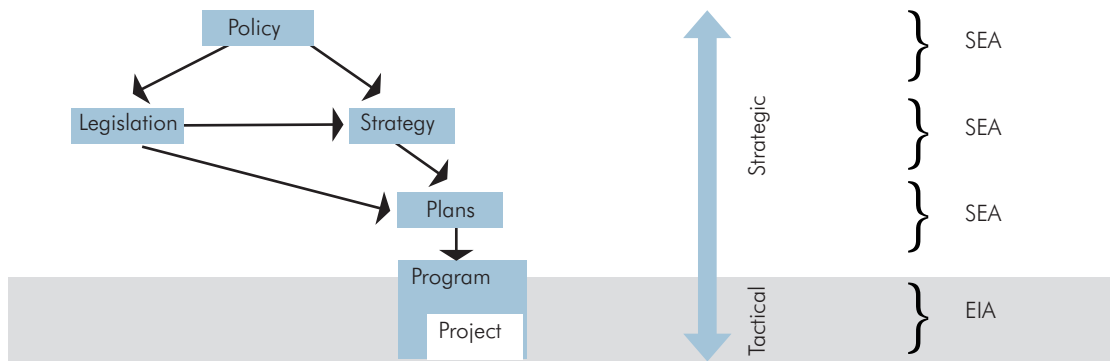 Policy
SEA
Legislation
Strategy
SEA
Strategic
Plans
SEA
Program
Project
Tactical
EIA